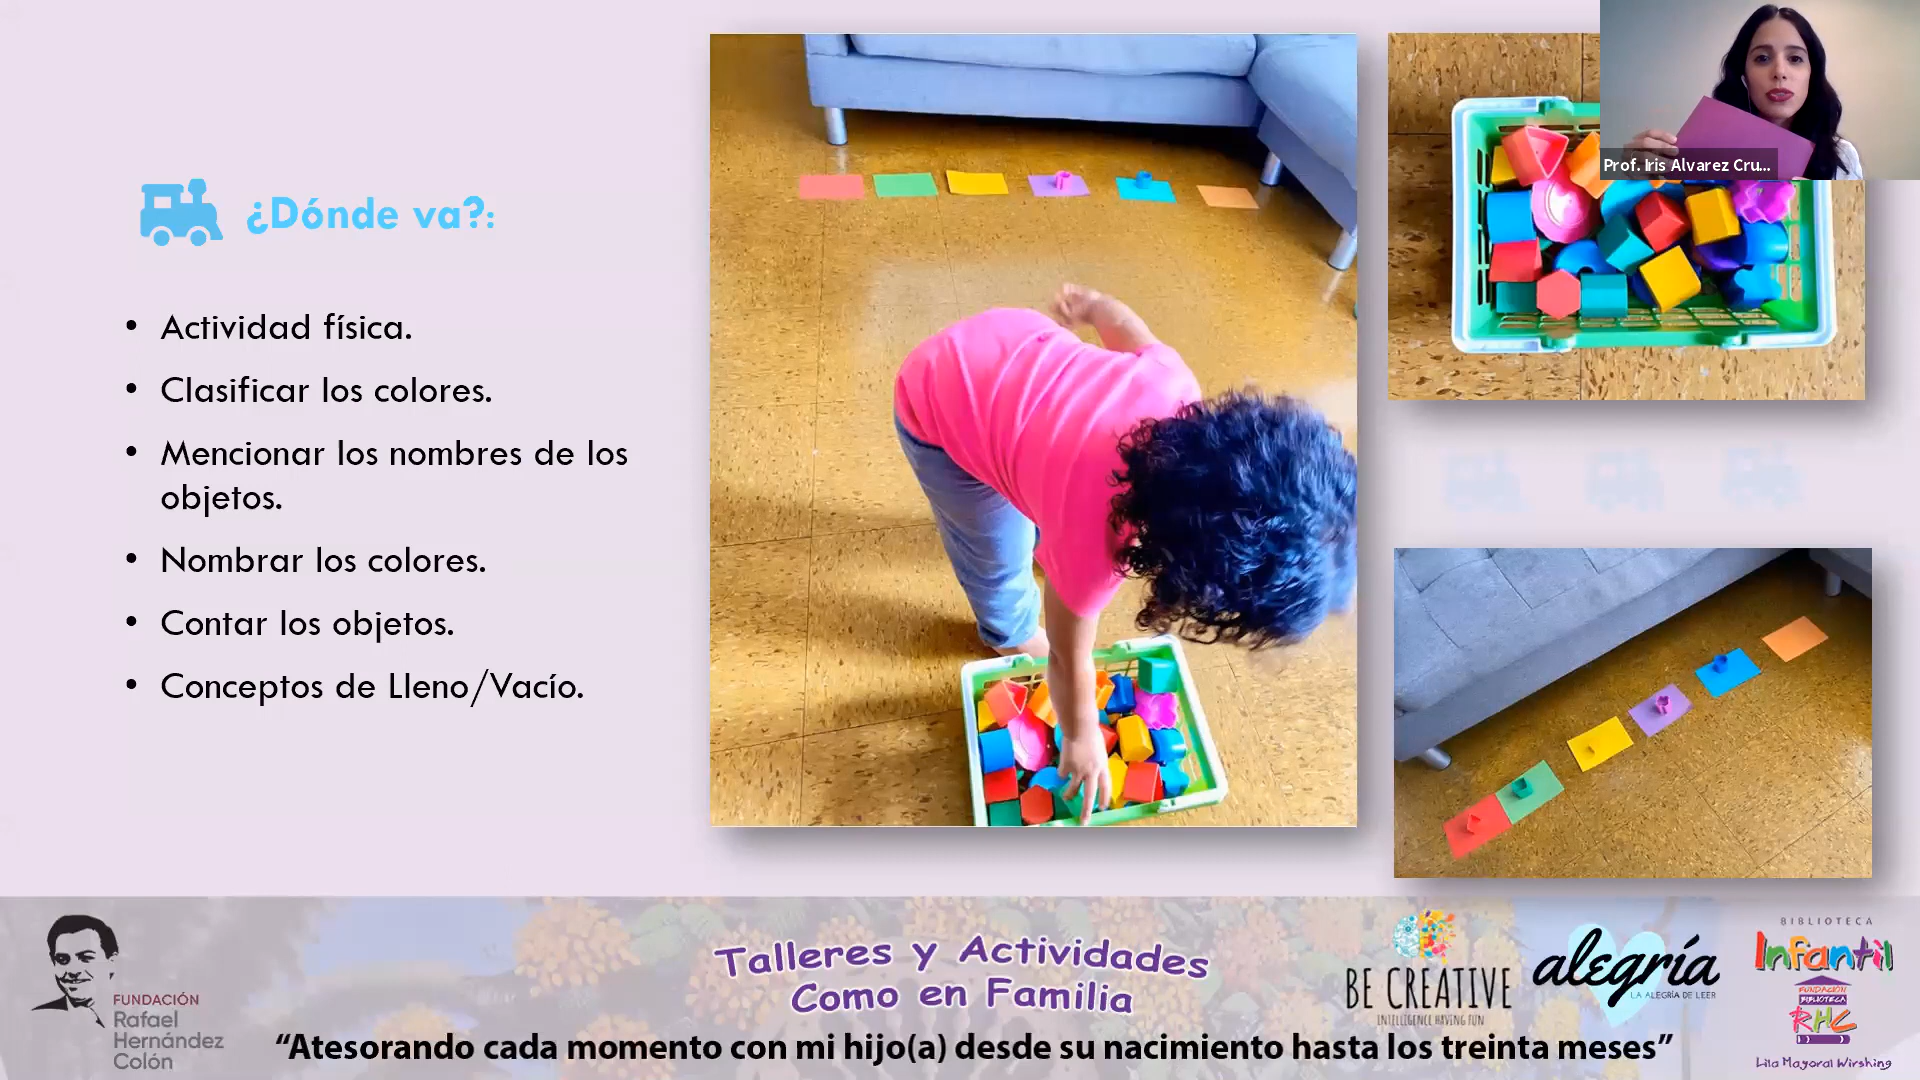 Prof. Iris Alvarez Cru...
¿Dónde va?:
• Actividad física.
• Clasificar los colores.
• Mencionar los nombres de los
objetos.
• Nombrar los colores.
• Contar los objetos.
• Conceptos de Lleno/Vacío.
FUNDACIÓN
Rafael
Hernández
Colón
Talleres y Actividades
Como en Familia
“Atesorando cada momento con mi hijo(a) desde su nacimiento hasta los treinta meses”
BE CREATIVE
INTELLIGENCE HAVING FUN
alegría
LA ALEGRÍA DE LEER
BIBLIOTECA
Infantil
FUNDACIÓN
BIBLIOTECA
RHC
Lila Mayoral Wirshing